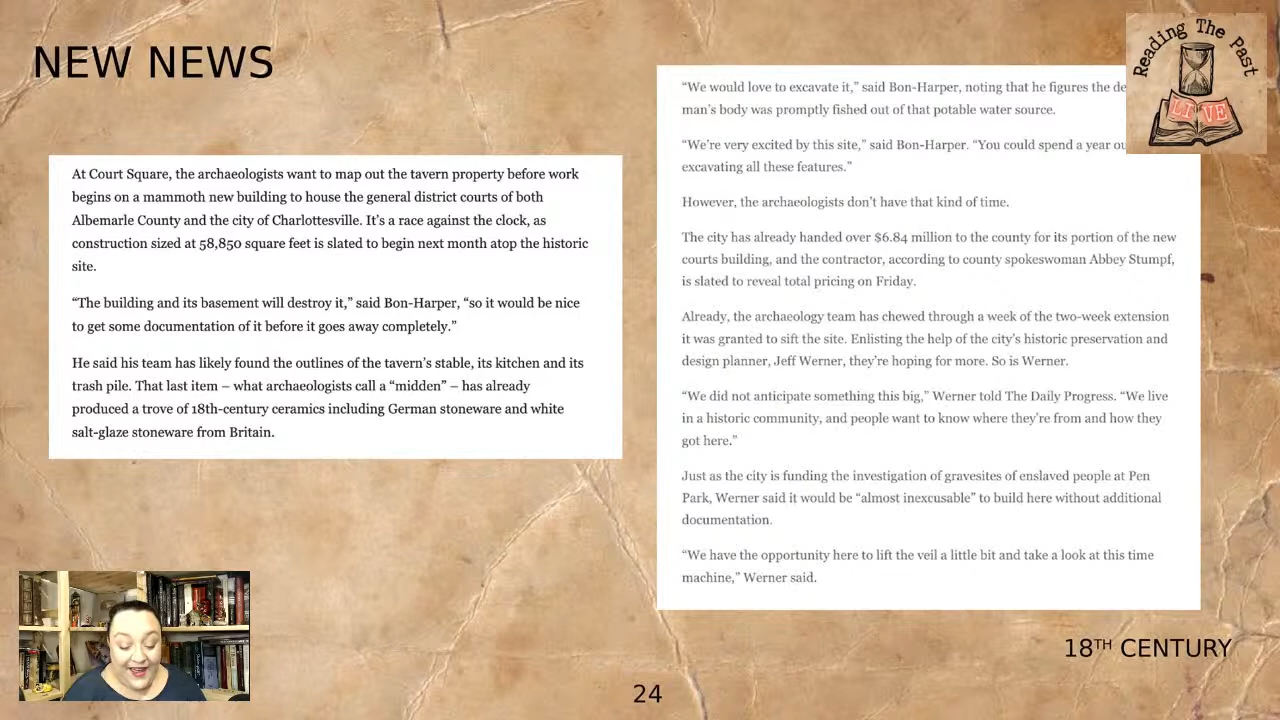 NEW NEWS
At Court Square, the archaeologists want to map out the tavern property before work
begins on a mammoth new building to house the general district courts of both
Albemarle County and the city of Charlottesville. It’s a race against the clock, as
construction sized at 58,850 square feet is slated to begin next month atop the historic
site.
“The building and its basement will destroy it,” said Bon-Harper, “so it would be nice
to get some documentation of it before it goes away completely.”
He said his team has likely found the outlines of the tavern’s stable, its kitchen and its
trash pile. That last item – what archaeologists call a “midden” – has already
produced a trove of 18th-century ceramics including German stoneware and white
salt-glaze stoneware from Britain.
“We would love to excavate it,” said Bon-Harper, noting that he figures the
man’s body was promptly fished out of that potable water source.
“We’re very excited by this site,” said Bon-Harper. “You could spend a year
excavating all these features.”
However, the archaeologists don’t have that kind of time.
The city has already handed over $6.84 million to the county for its portion of the new
courts building, and the contractor, according to county spokeswoman Abbey Stumpf,
is slated to reveal total pricing on Friday.
Already, the archaeology team has chewed through a week of the two-week extension
it was granted to sift the site. Enlisting the help of the city’s historic preservation and
design planner, Jeff Werner, they’re hoping for more. So is Werner.
“We did not anticipate something this big,” Werner told The Daily Progress. “We live
in a historic community, and people want to know where they’re from and how they
got here.”
Just as the city is funding the investigation of gravesites of enslaved people at Pen
Park, Werner said it would be “almost inexcusable” to build here without additional
documentation.
“We have the opportunity here to lift the veil a little bit and take a look at this time
machine,” Werner said.
Reading The Past
LIVE
18TH CENTURY
24